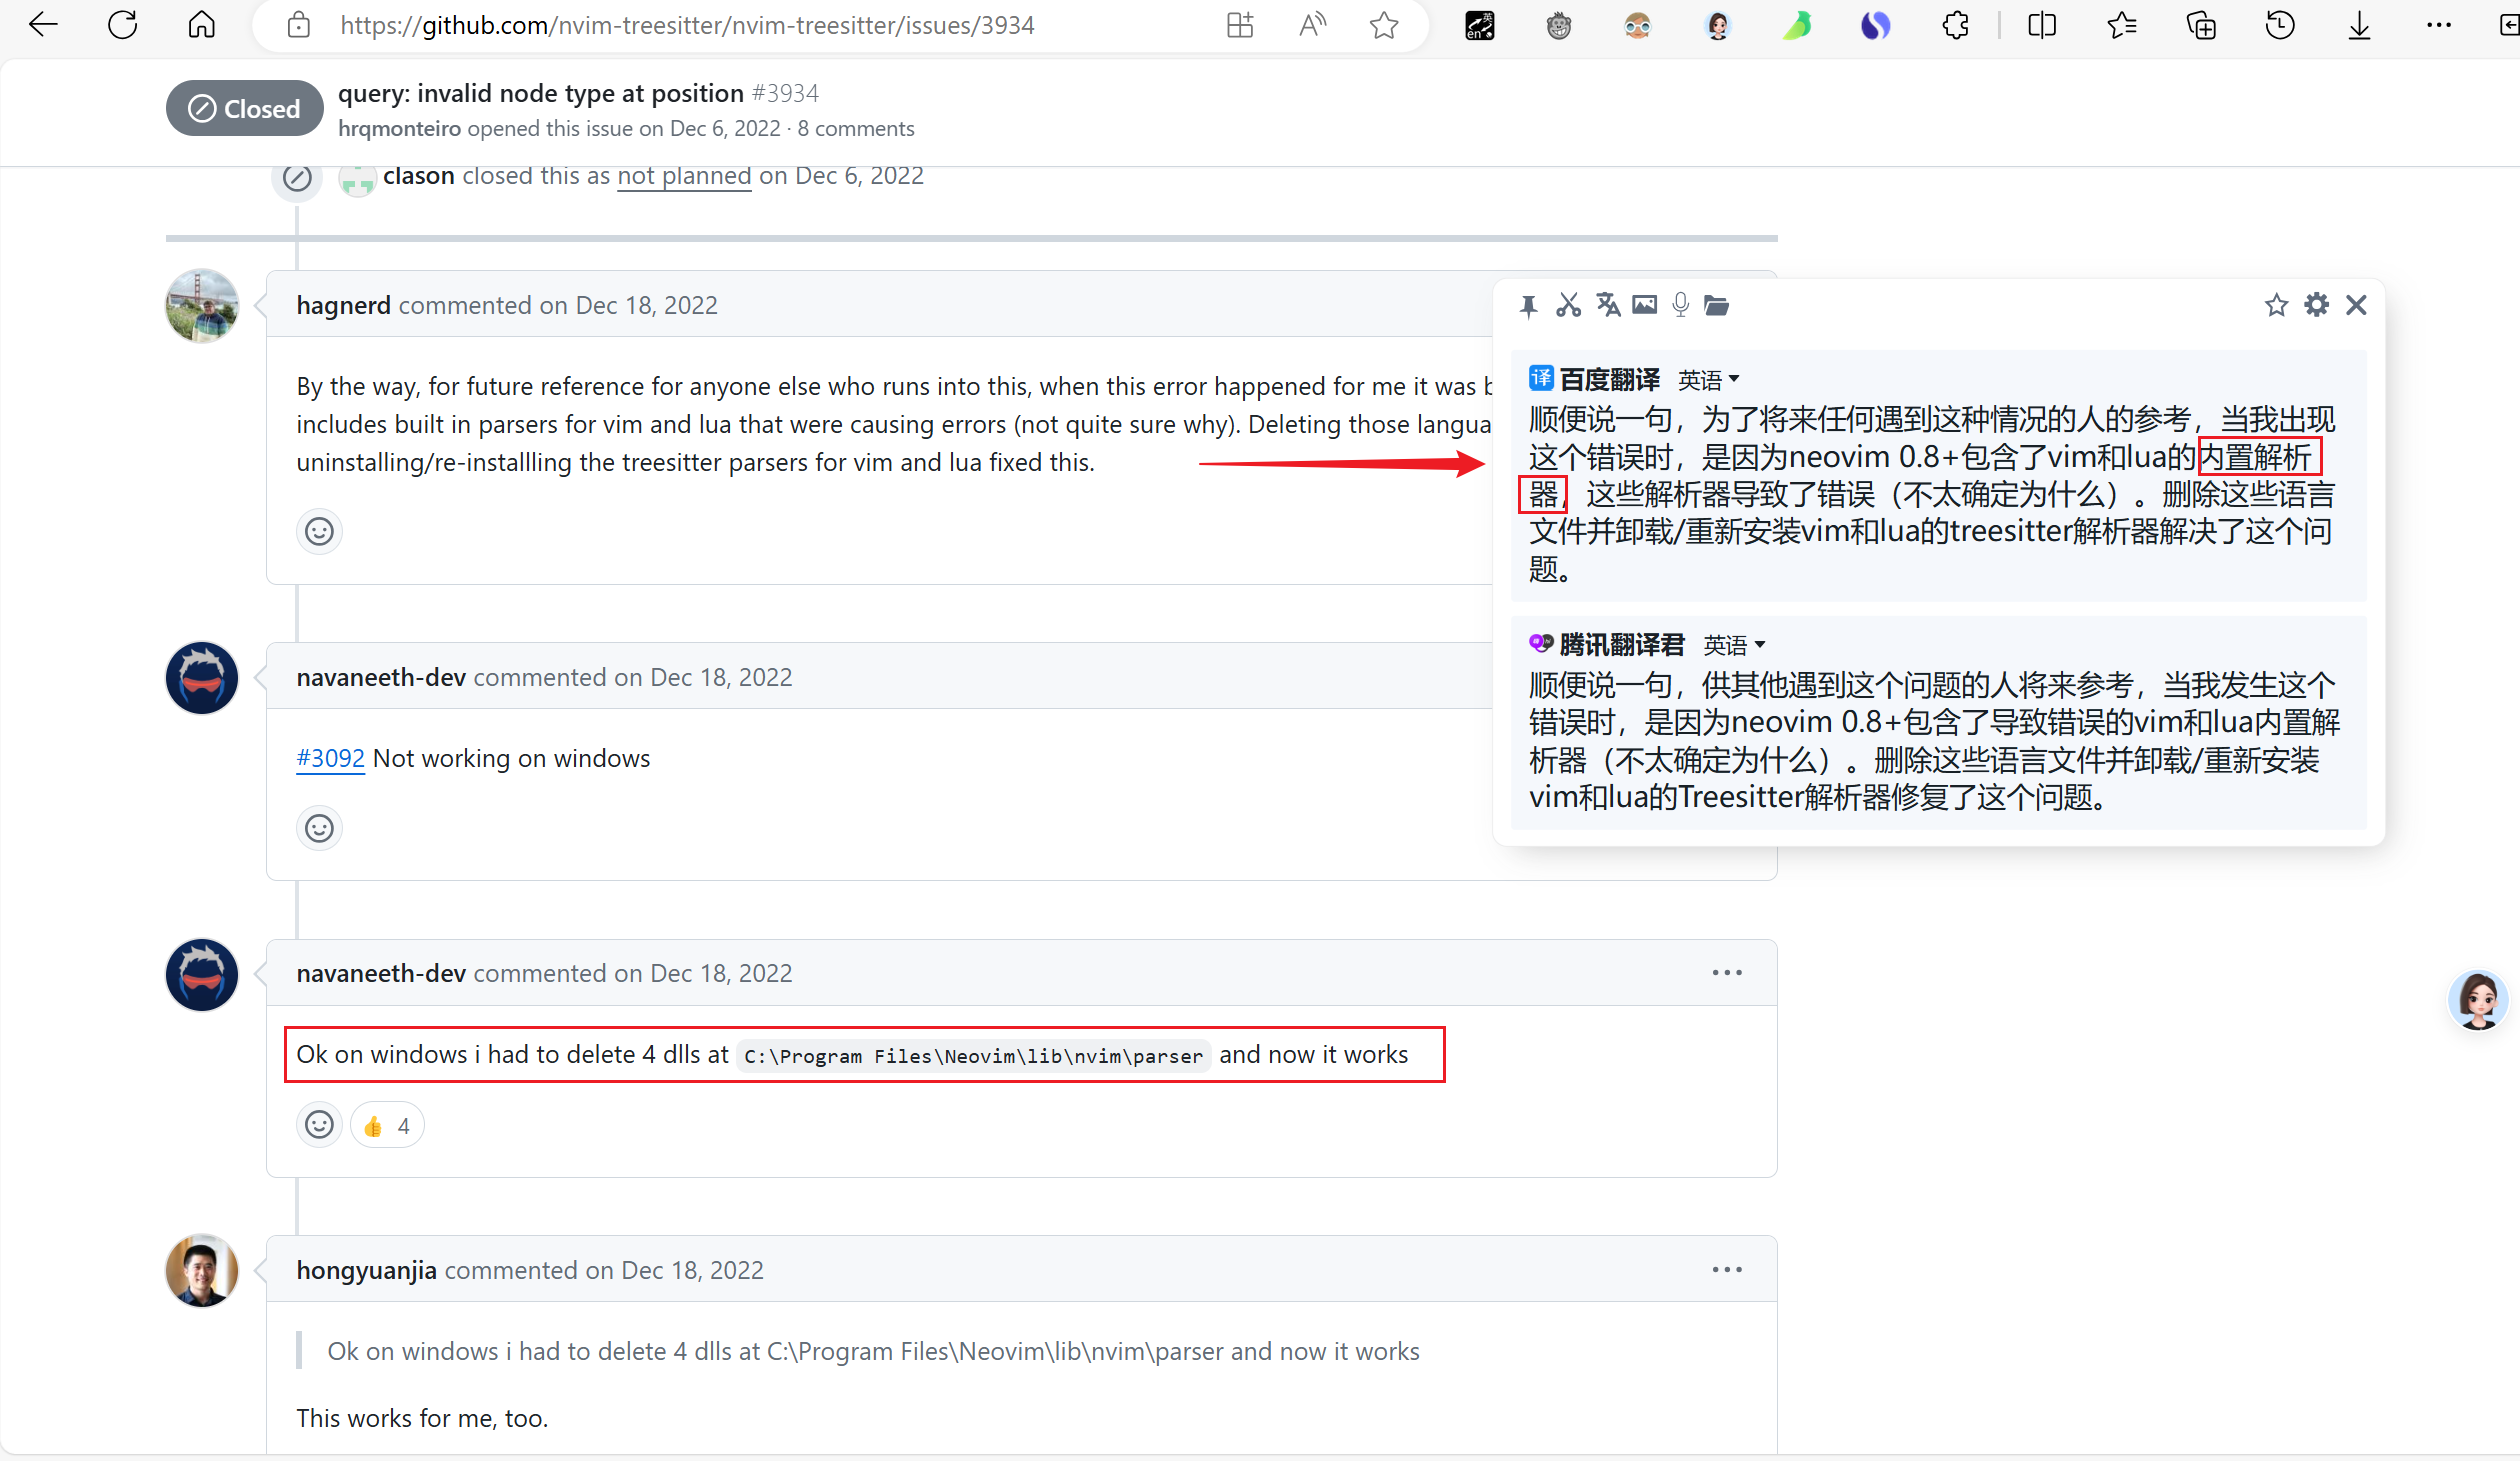 https://github.com/nvim-treesitter/nvim-treesitter/issues/3934
Closed
query: invalid node type at position #3934
hrqmonteiro opened this issue on Dec 6, 2022 · 8 comments
clason closed this as not planned on Dec 6, 2022
hagnerd commented on Dec 18, 2022
By the way, for future reference for anyone else who runs into this, when this error happened for me it was
includes built in parsers for vim and lua that were causing errors (not quite sure why). Deleting those
uninstalling/re-installling the treesitter parsers for vim and lua fixed this.
百度翻译 英语
顺便说一句，为了将来任何遇到这种情况的人的参考，当我出现
这个错误时，是因为neovim 0.8+包含了vim和lua的内置解析
器，这些解析器导致了错误（不太确定为什么）。删除这些语言
文件并卸载/重新安装vim和lua的treesitter解析器解决了这个问
题。
腾讯翻译君 英语
顺便说一句，供其他遇到这个问题的人将来参考，当我发生这个
错误时，是因为neovim 0.8+包含了导致错误的vim和lua内置解
析器（不太确定为什么）。删除这些语言文件并卸载/重新安装
vim和lua的Treesitter解析器修复了这个问题。
navaneeth-dev commented on Dec 18, 2022
#3092 Not working on windows
navaneeth-dev commented on Dec 18, 2022
Ok on windows i had to delete 4 dlls at C:\Program Files\Neovim\lib\nvim\parser and now it works
👍 4
hongyuanjia commented on Dec 18, 2022
Ok on windows i had to delete 4 dlls at C:\Program Files\Neovim\lib\nvim\parser and now it works
This works for me, too.